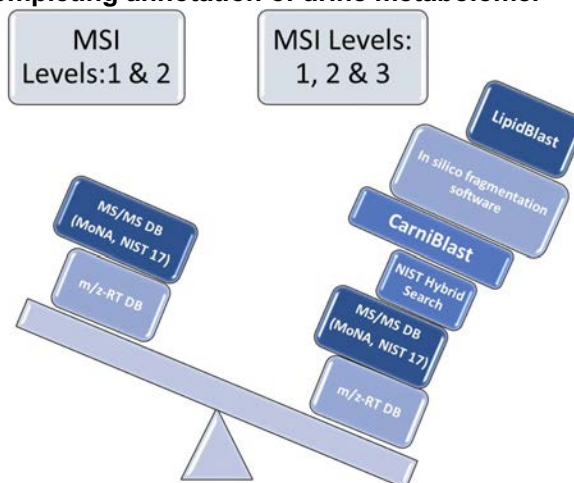 ompleting annotation of urine metabolome.
MSI
Levels:1 & 2
MSI Levels:
1, 2 & 3
MS/MS DB
(MoNA, NIST 17)
m/z-RT DB
LipidBlast
In silico fragmentation
software
CarniBlast
NIST Hybrid
Search
MS/MS DB
(MoNA, NIST 17)
m/z-RT DB